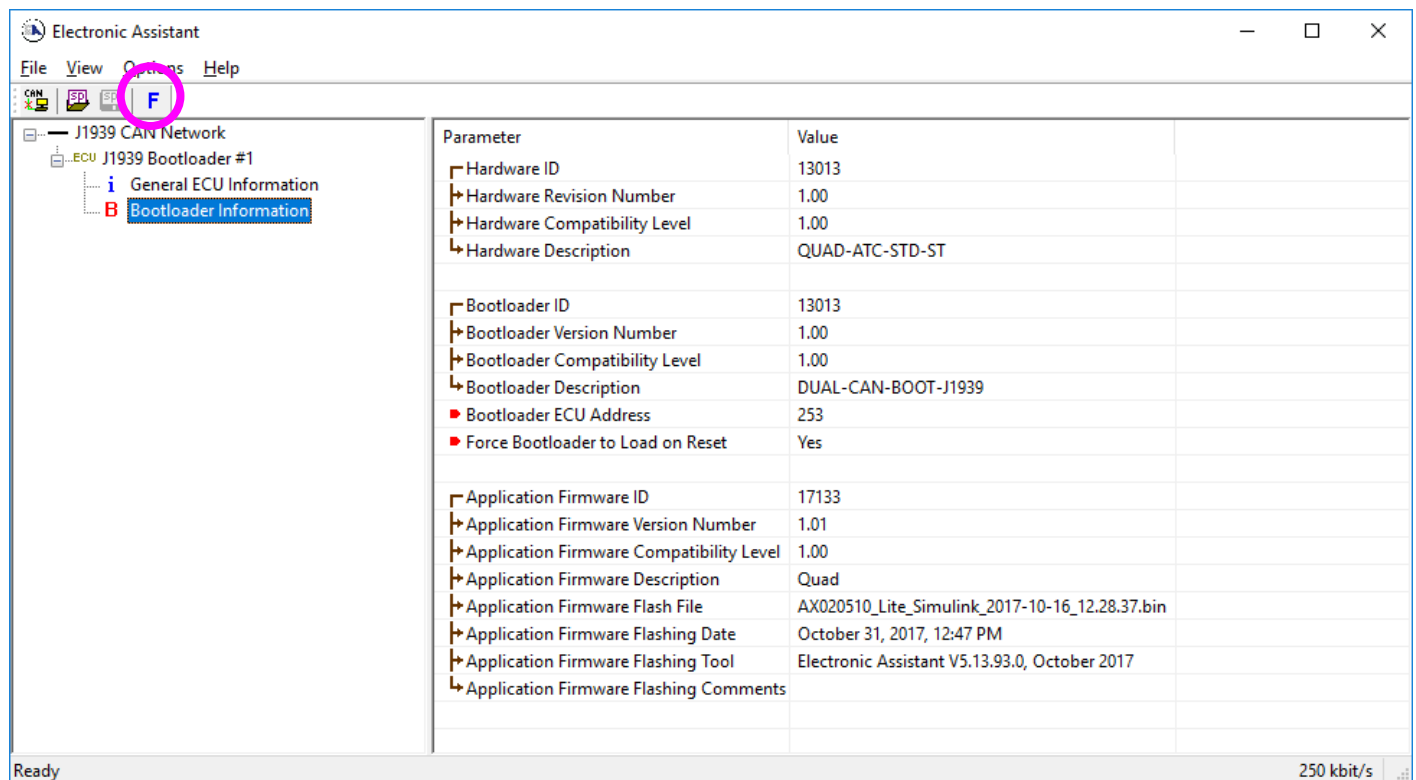 Electronic Assistant
File View Options Help
CAN SP SP F
J1939 CAN Network
ECU J1939 Bootloader #1
i General ECU Information
B Bootloader Information
Parameter Value
Hardware ID 13013
Hardware Revision Number 1.00
Hardware Compatibility Level 1.00
Hardware Description QUAD-ATC-STD-ST
Bootloader ID 13013
Bootloader Version Number 1.00
Bootloader Compatibility Level 1.00
Bootloader Description DUAL-CAN-BOOT-J1939
Bootloader ECU Address 253
Force Bootloader to Load on Reset Yes
Application Firmware ID 17133
Application Firmware Version Number 1.01
Application Firmware Compatibility Level 1.00
Application Firmware Description Quad
Application Firmware Flash File AX020510_Lite_Simulink_2017-10-16_12.28.37.bin
Application Firmware Flashing Date October 31, 2017, 12:47 PM
Application Firmware Flashing Tool Electronic Assistant V5.13.93.0, October 2017
Application Firmware Flashing Comments
Ready 250 kbit/s